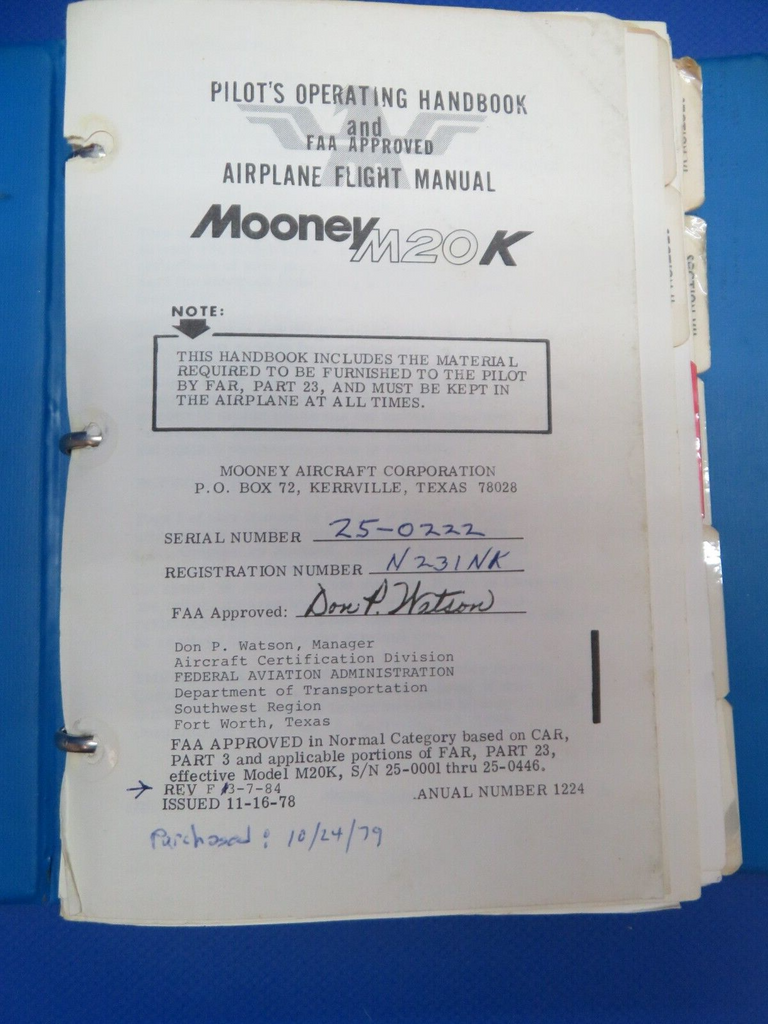 PILOT'S OPERATING HANDBOOK
and
FAA APPROVED
AIRPLANE FLIGHT MANUAL
Mooney M20K
NOTE:
THIS HANDBOOK INCLUDES THE MATERIAL
REQUIRED TO BE FURNISHED TO THE PILOT
BY FAR, PART 23, AND MUST BE KEPT IN
THE AIRPLANE AT ALL TIMES.
MOONEY AIRCRAFT CORPORATION
P.O. BOX 72, KERRVILLE, TEXAS 78028
SERIAL NUMBER 25-0222
REGISTRATION NUMBER N231NK
FAA Approved: Don P. Watson
Don P. Watson, Manager
Aircraft Certification Division
FEDERAL AVIATION ADMINISTRATION
Department of Transportation
Southwest Region
Fort Worth, Texas
FAA APPROVED in Normal Category based on CAR,
PART 3 and applicable portions of FAR, PART 23,
effective Model M20K, S/N 25-0001 thru 25-0446.
REV F 3-7-84
ISSUED 11-16-78 .ANUAL NUMBER 1224
Purchased: 10/24/79